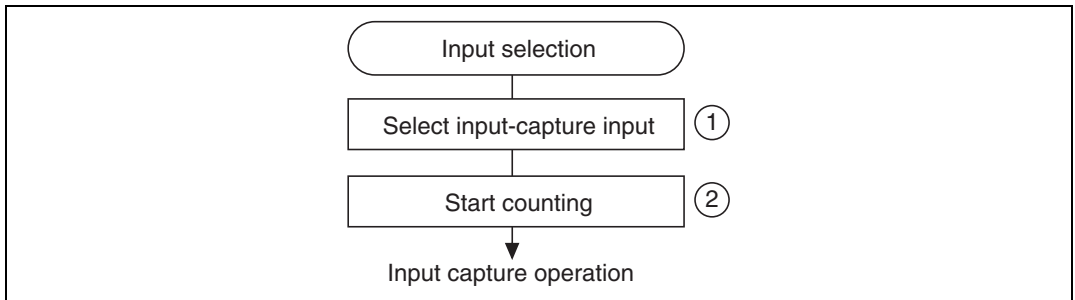 Input selection
Select input-capture input
1
Start counting
2
Input capture operation